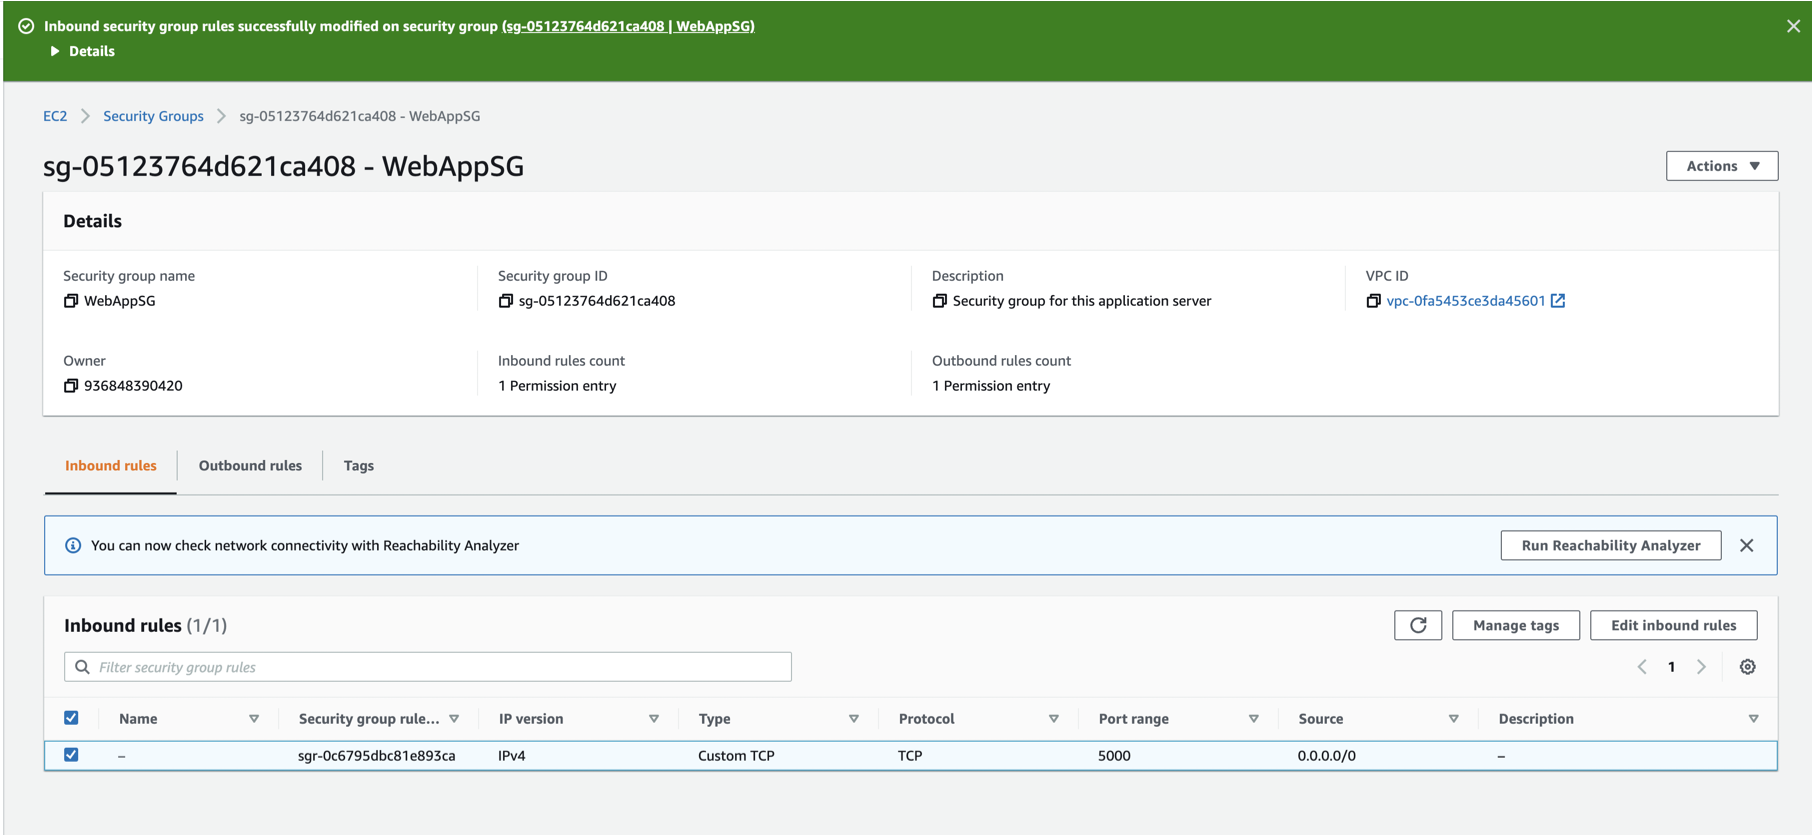 Inbound security group rules successfully modified on security group (sg-05123764d621ca408 | WebAppSG)
Details
EC2 Security Groups sg-05123764d621ca408 - WebAppSG
sg-05123764d621ca408 - WebAppSG
Actions
Details
Security group name Security group ID Description VPC ID
WebAppSG sg-05123764d621ca408 Security group for this application server vpc-0fa5453ce3da45601
Owner Inbound rules count Outbound rules count
936848390420 1 Permission entry 1 Permission entry
Inbound rules Outbound rules Tags
You can now check network connectivity with Reachability Analyzer Run Reachability Analyzer
Inbound rules (1/1) Manage tags Edit inbound rules
Filter security group rules 1
Name Security group rule... IP version Type Protocol Port range Source Description
– sgr-0c6795dbc81e893ca IPv4 Custom TCP TCP 5000 0.0.0.0/0 –